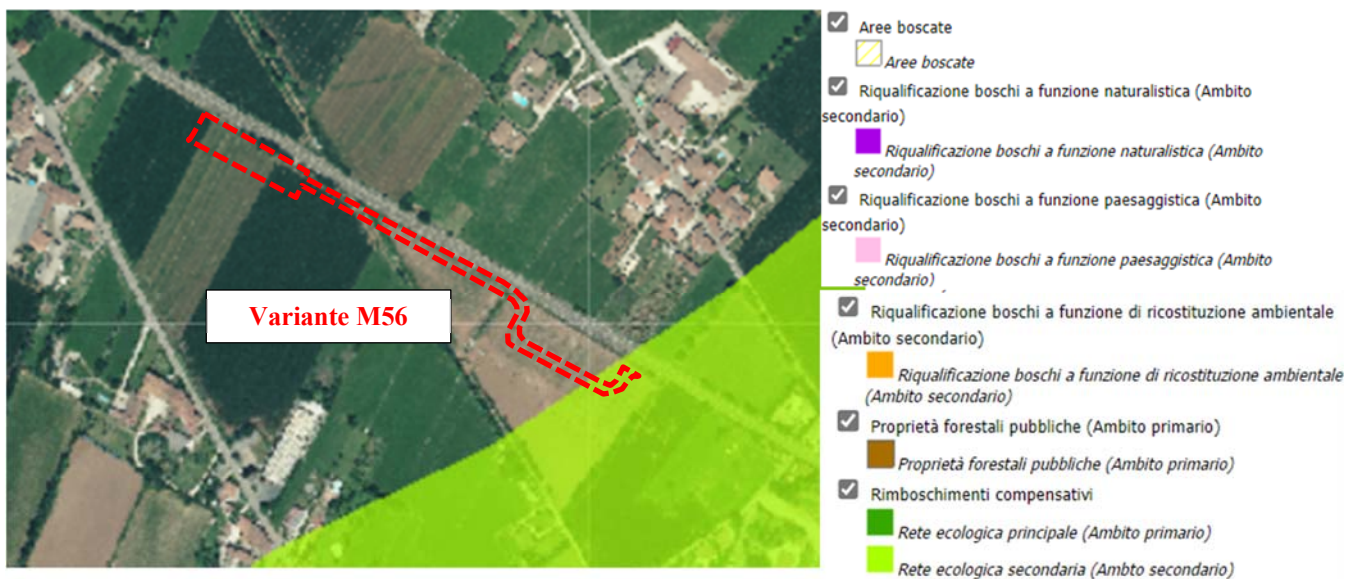 Variante M56
Aree boscate
Aree boscate
Riqualificazione boschi a funzione naturalistica (Ambito
secondario)
Riqualificazione boschi a funzione naturalistica (Ambito
secondario)
Riqualificazione boschi a funzione paesaggistica (Ambito
secondario)
Riqualificazione boschi a funzione paesaggistica (Ambito
secondario)
Riqualificazione boschi a funzione di ricostituzione ambientale
(Ambito secondario)
Riqualificazione boschi a funzione di ricostituzione ambientale
(Ambito secondario)
Proprietà forestali pubbliche (Ambito primario)
Proprietà forestali pubbliche (Ambito primario)
Rimboschimenti compensativi
Rete ecologica principale (Ambito primario)
Rete ecologica secondaria (Ambto secondario)